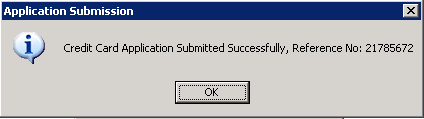 Application Submission
Credit Card Application Submitted Successfully, Reference No: 21785672
OK